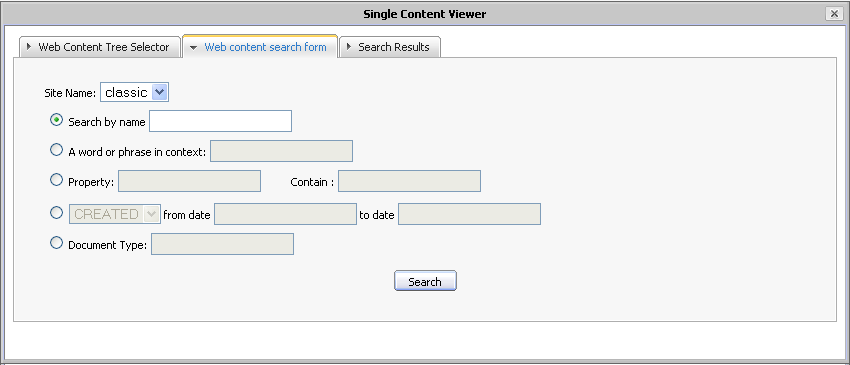 Single Content Viewer
Web Content Tree Selector Web content search form Search Results
Site Name: classic
Search by name
A word or phrase in context:
Property: Contain :
CREATED from date to date
Document Type:
Search